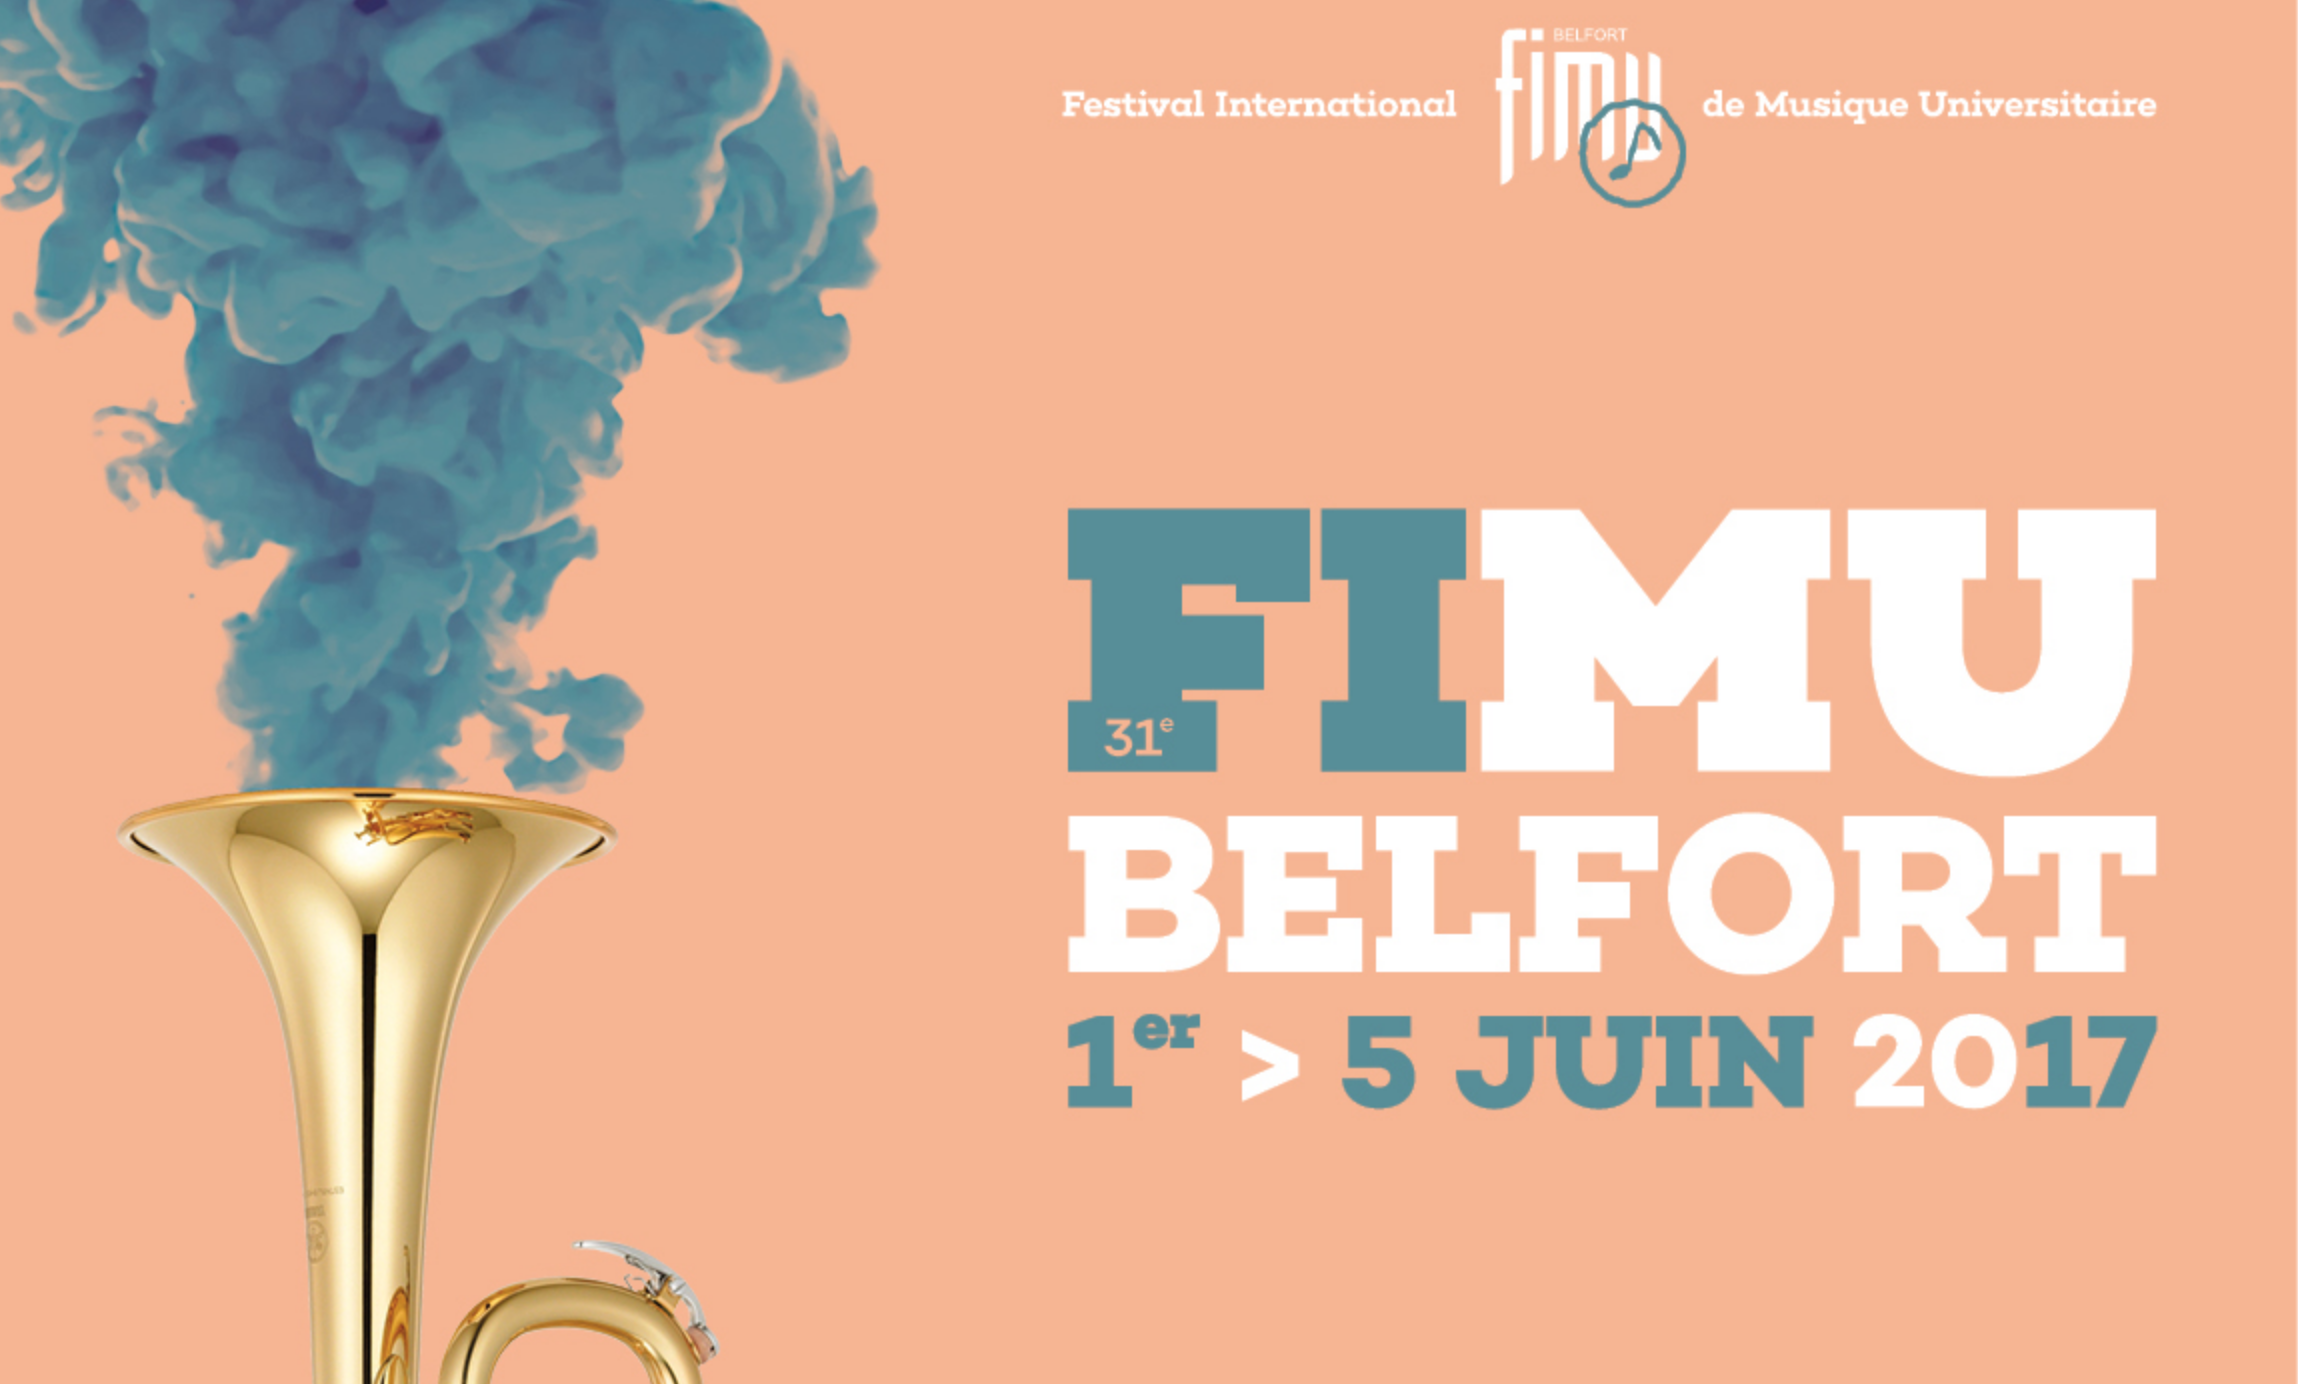 BELFORT
Festival International fimu de Musique Universitaire
FIMU
31e
BELFORT
1er > 5 JUIN 2017